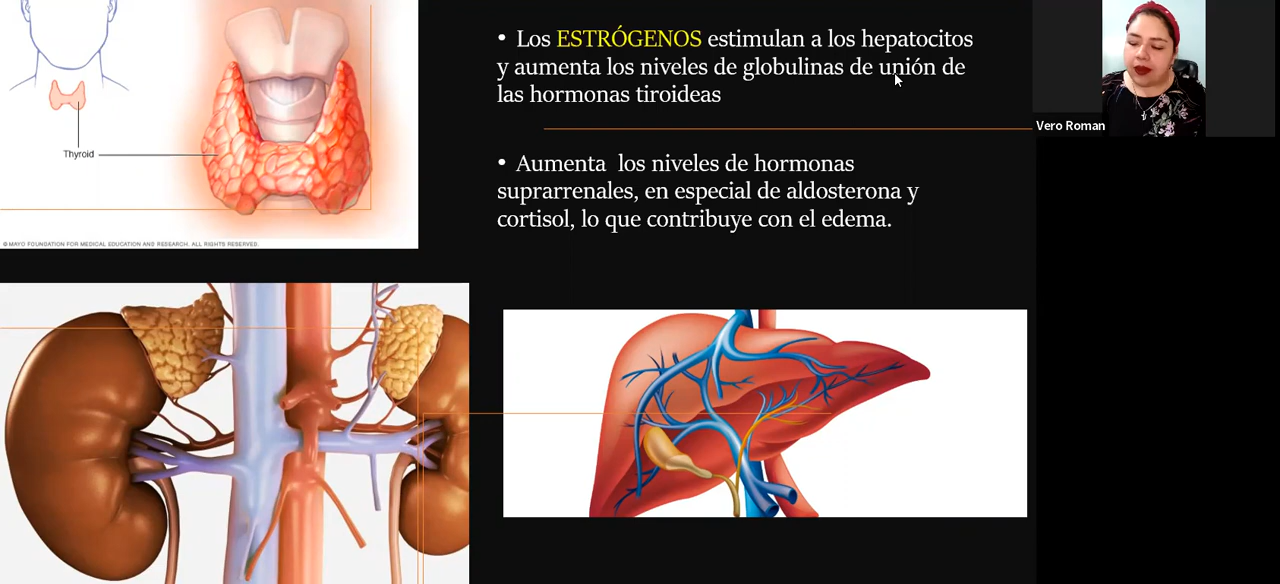 • Los ESTRÓGENOS estimulan a los hepatocitos
y aumenta los niveles de globulinas de unión de
las hormonas tiroideas
Vero Roman
Thyroid
• Aumenta los niveles de hormonas
suprarrenales, en especial de aldosterona y
cortisol, lo que contribuye con el edema.
© MAYO FOUNDATION FOR MEDICAL EDUCATION AND RESEARCH. ALL RIGHTS RESERVED.